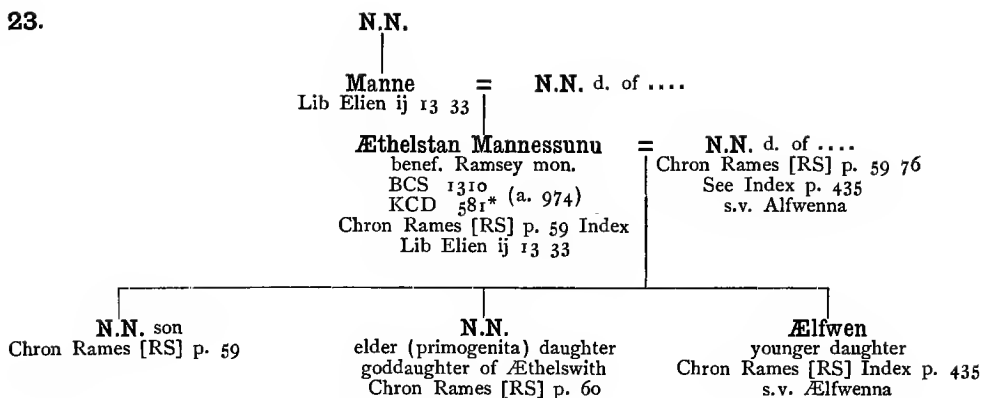 23.
N.N.
Manne = N.N. d. of ....
Lib Elien ij 13 33
Æthelstan Mannessunu = N.N. d. of ....
benef. Ramsey mon.
BCS 1310
KCD 581* (a. 974)
Chron Rames [RS] p. 59 Index
Lib Elien ij 13 33
Chron Rames [RS] p. 59 76
See Index p. 435
s.v. Alfwenna
N.N. son
Chron Rames [RS] p. 59
N.N.
elder (primogenita) daughter
goddaughter of Æthelswith
Chron Rames [RS] p. 60
Ælfwen
younger daughter
Chron Rames [RS] Index p. 435
s.v. Ælfwenna